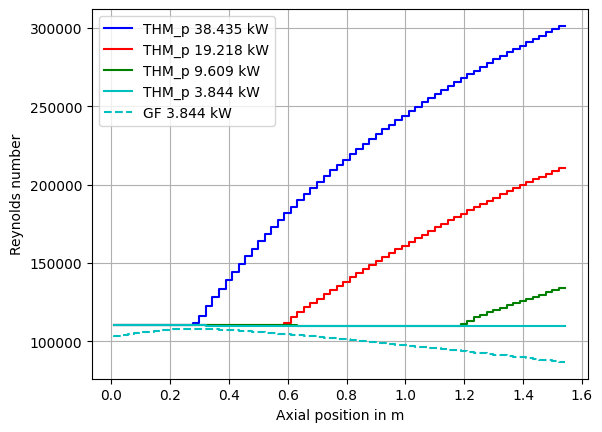 THM_p 38.435 kW
THM_p 19.218 kW
THM_p 9.609 kW
THM_p 3.844 kW
GF 3.844 kW
300000
250000
200000
150000
100000
Reynolds number
0.0 0.2 0.4 0.6 0.8 1.0 1.2 1.4 1.6
Axial position in m